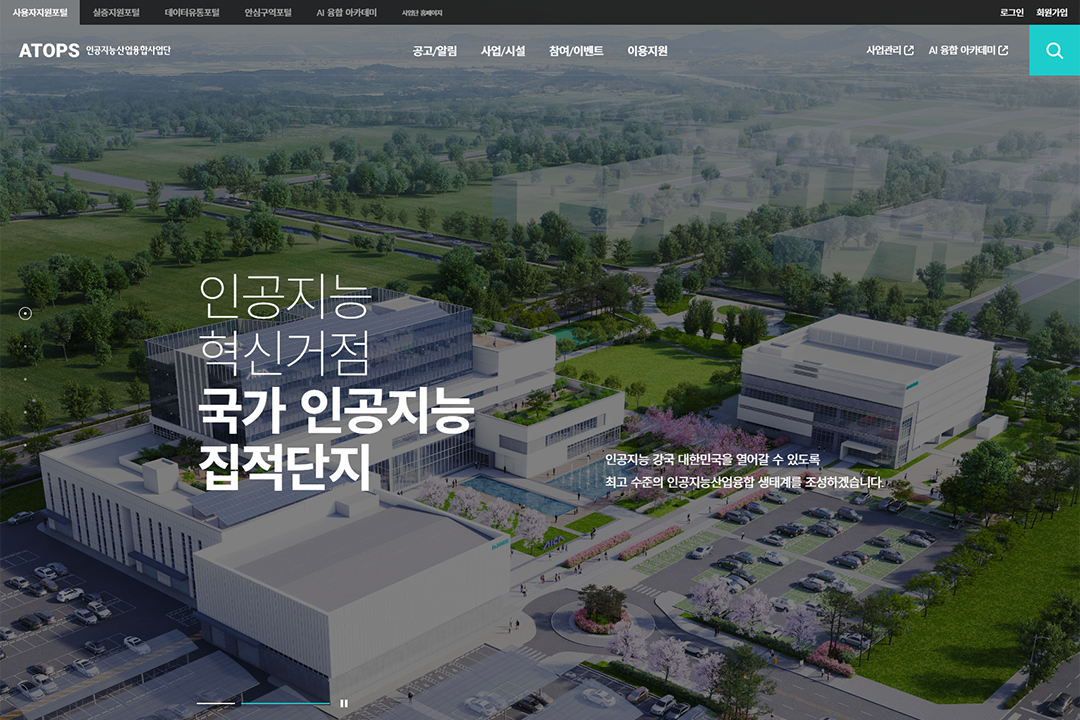 사용자지원포털 실증지원포털 데이터유통포털 안심구역포털 AI 융합 아카데미 사업단 홈페이지 로그인 회원가입
ATOPS 인공지능산업융합사업단 공고/알림 사업/시설 참여/이벤트 이용지원 사업관리 AI 융합 아카데미
인공지능
혁신거점
국가 인공지능
집적단지
인공지능 강국 대한민국을 열어갈 수 있도록
최고 수준의 인공지능산업융합 생태계를 조성하겠습니다.
AICA